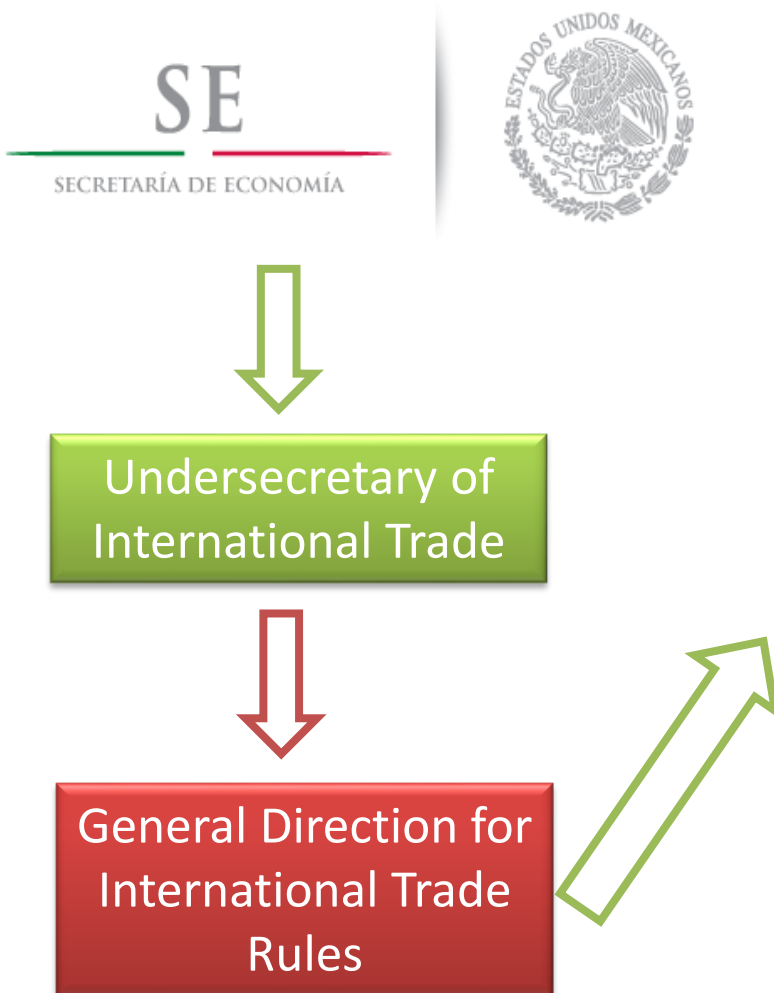 SE
SECRETARÍA DE ECONOMÍA
ESTADOS UNIDOS MEXICANOS
Undersecretary of
International Trade
General Direction for
International Trade
Rules